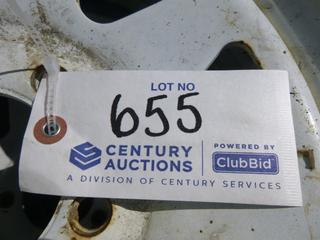 LOT NO
655
CENTURY
AUCTIONS
POWERED BY
ClubBid
A DIVISION OF CENTURY SERVICES